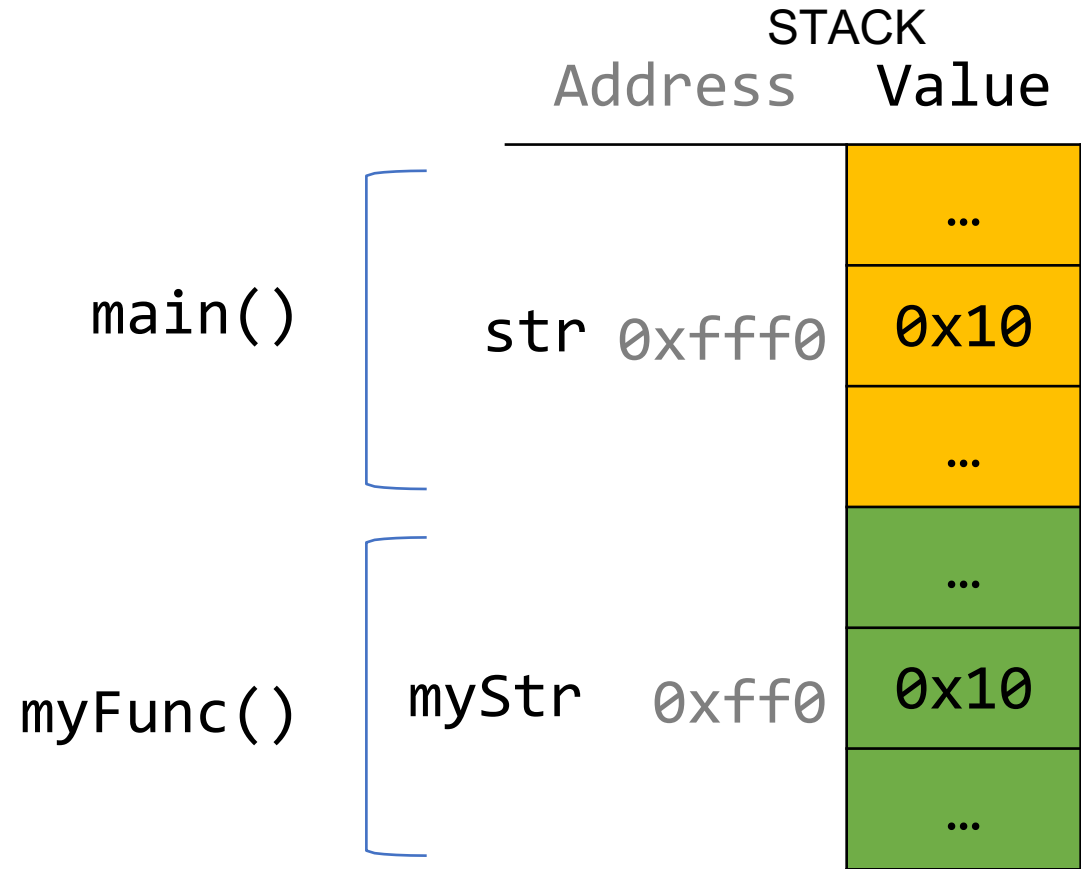 STACK
Address Value
…
main() str 0xfff0 0x10
…
…
myFunc() myStr 0xff0 0x10
…